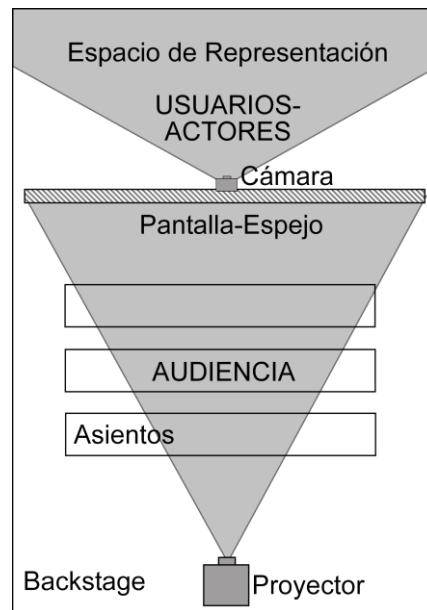 Espacio de Representación
USUARIOS-
ACTORES
Cámara
Pantalla-Espejo
AUDIENCIA
Asientos
Backstage
Proyector